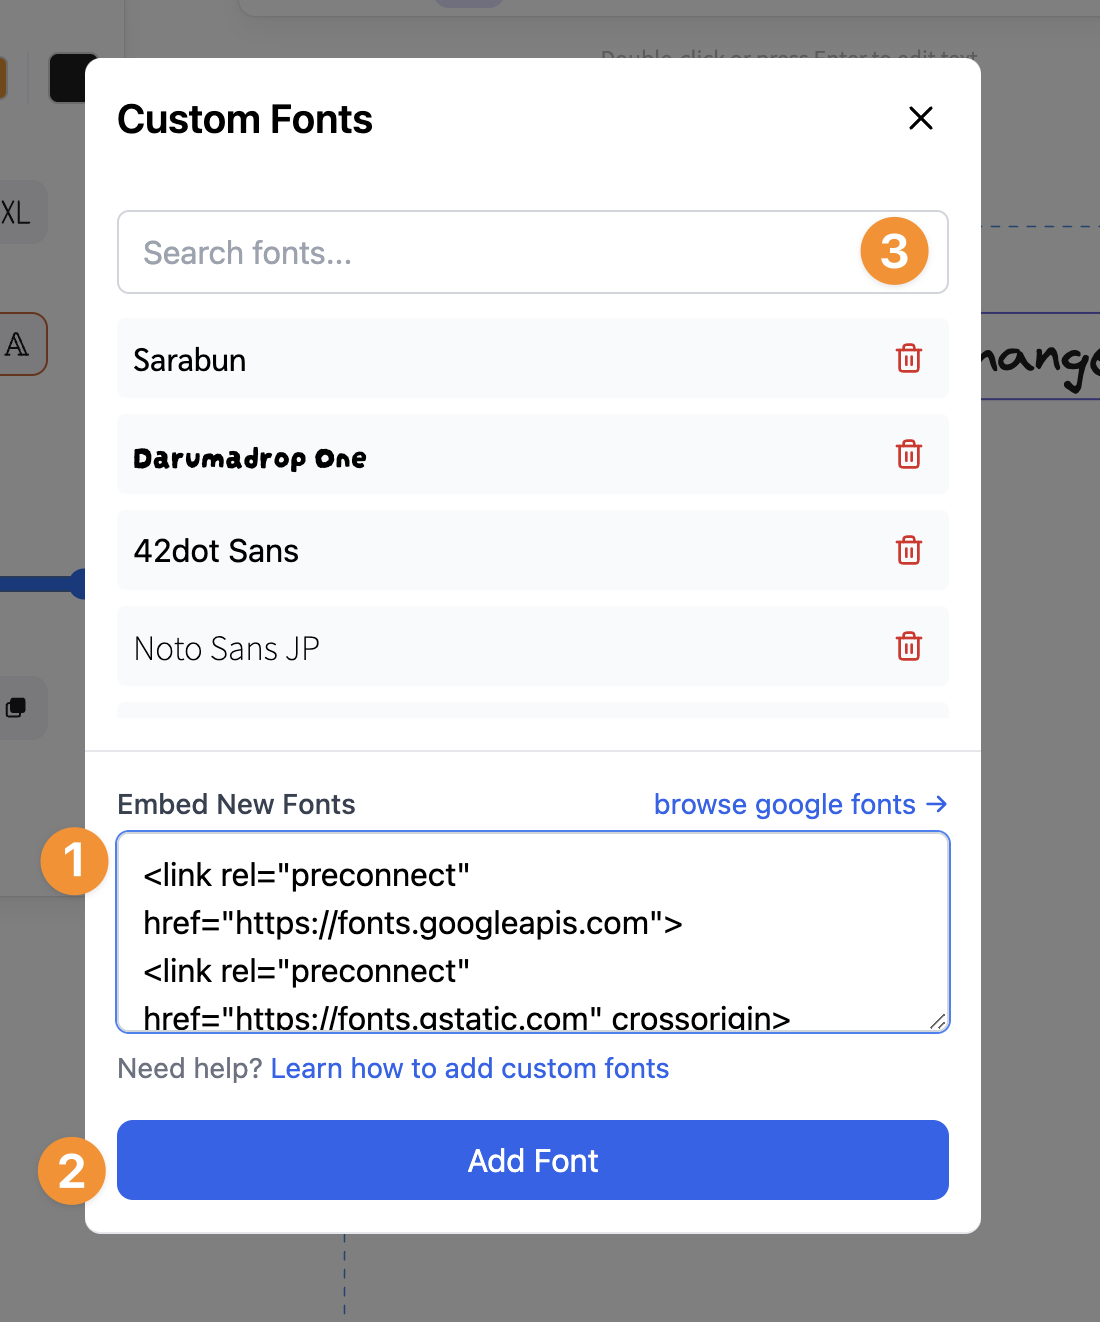 Double-click or press Enter to edit text
Custom Fonts
XL
Search fonts...
3
A
Sarabun
Darumadrop One
42dot Sans
Noto Sans JP
Embed New Fonts
browse google fonts →
1
<link rel="preconnect"
href="https://fonts.googleapis.com">
<link rel="preconnect"
href="https://fonts.gstatic.com" crossorigin>
Need help? Learn how to add custom fonts
2
Add Font